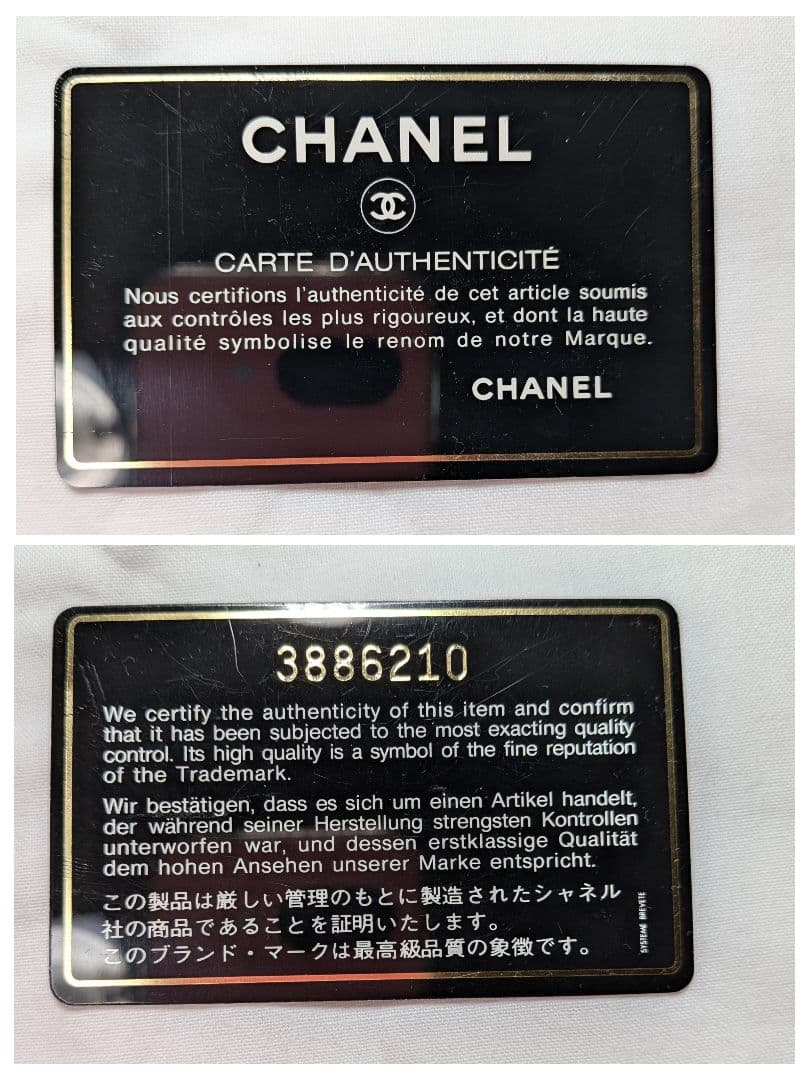 CHANEL
CARTE D'AUTHENTICITÉ
Nous certifions l'authenticité de cet article soumis
aux contrôles les plus rigoureux, et dont la haute
qualité symbolise le renom de notre Marque.
CHANEL
3886210
We certify the authenticity of this item and confirm
that it has been subjected to the most exacting quality
control. Its high quality is a symbol of the fine reputation
of the Trademark.
Wir bestätigen, dass es sich um einen Artikel handelt,
der während seiner Herstellung strengsten Kontrollen
unterworfen war, und dessen erstklassige Qualität
dem hohen Ansehen unserer Marke entspricht.
この製品は厳しい管理のもとに製造されたシャネル
社の商品であることを証明いたします。
このブランド・マークは最高級品質の象徴です。
SYSTEME BREVETE